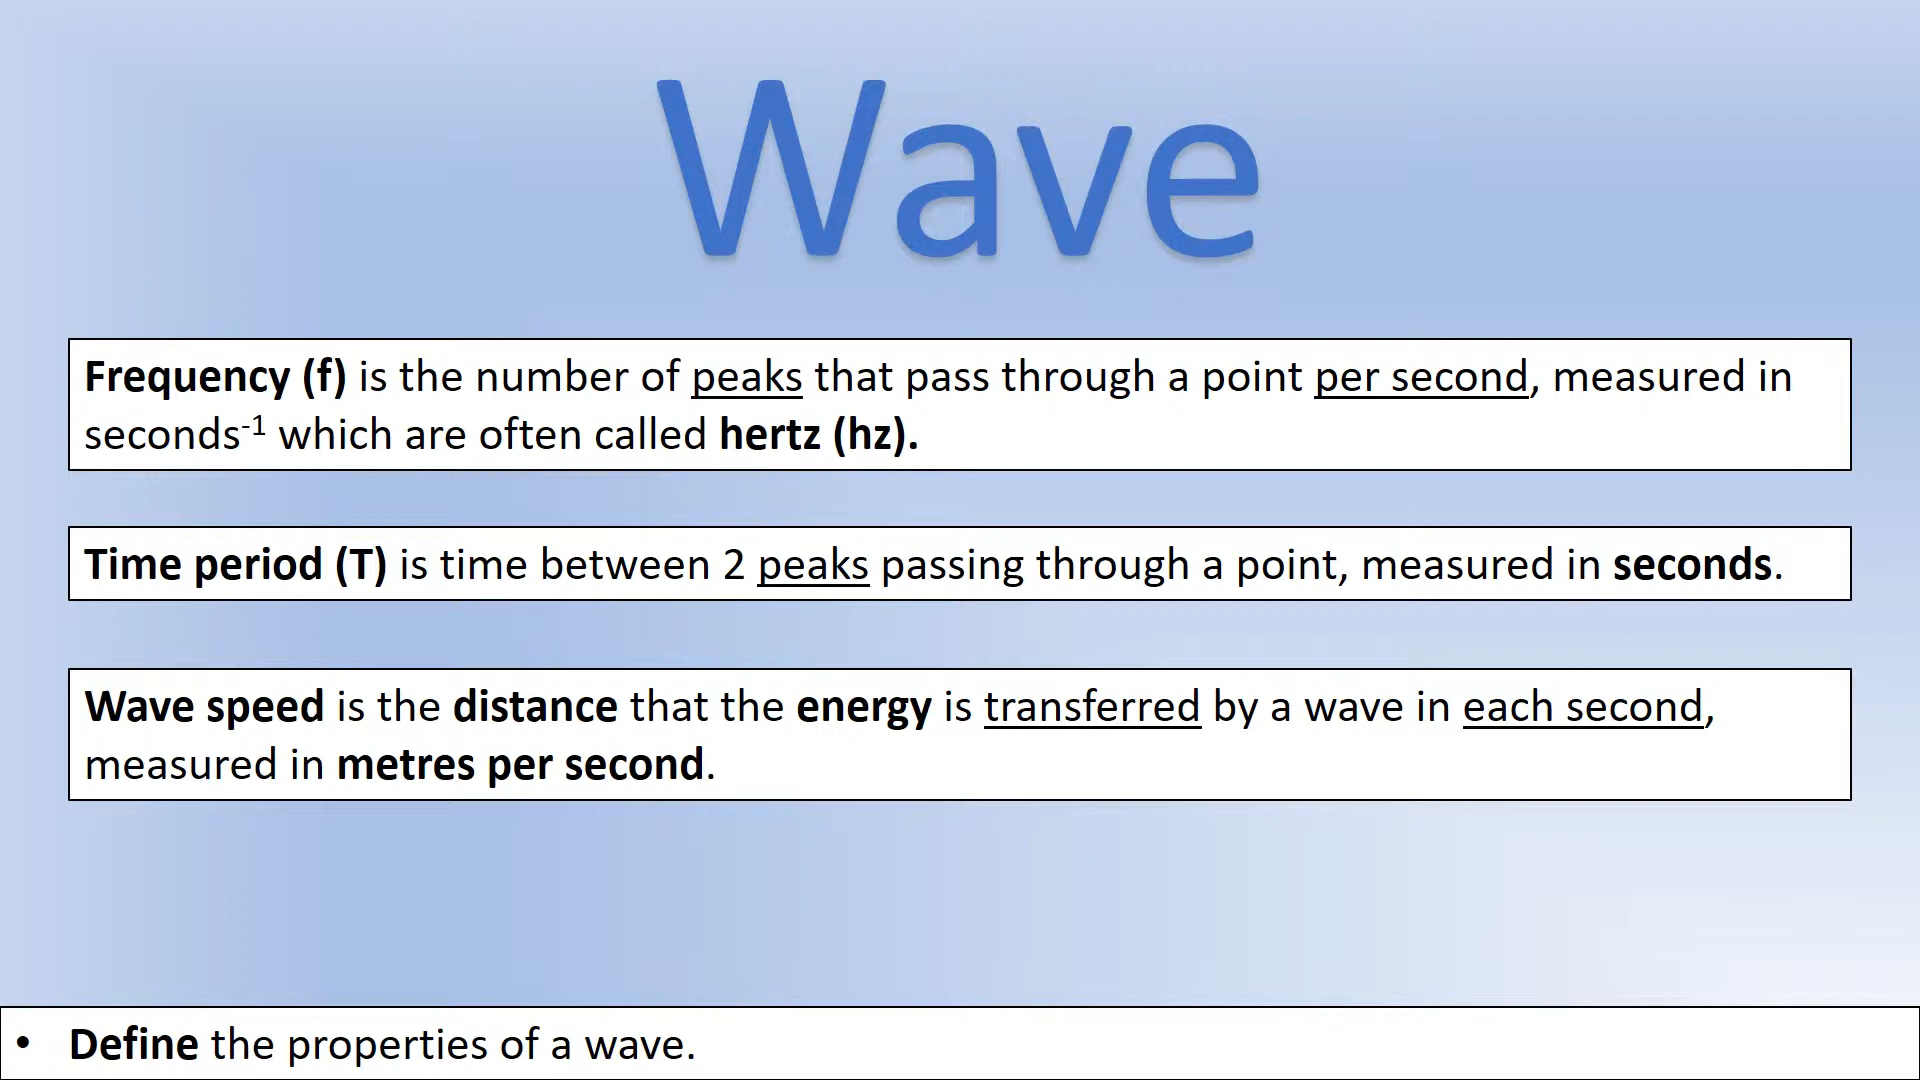 Wave
Frequency (f) is the number of peaks that pass through a point per second, measured in
seconds⁻¹ which are often called hertz (hz).
Time period (T) is time between 2 peaks passing through a point, measured in seconds.
Wave speed is the distance that the energy is transferred by a wave in each second,
measured in metres per second.
• Define the properties of a wave.